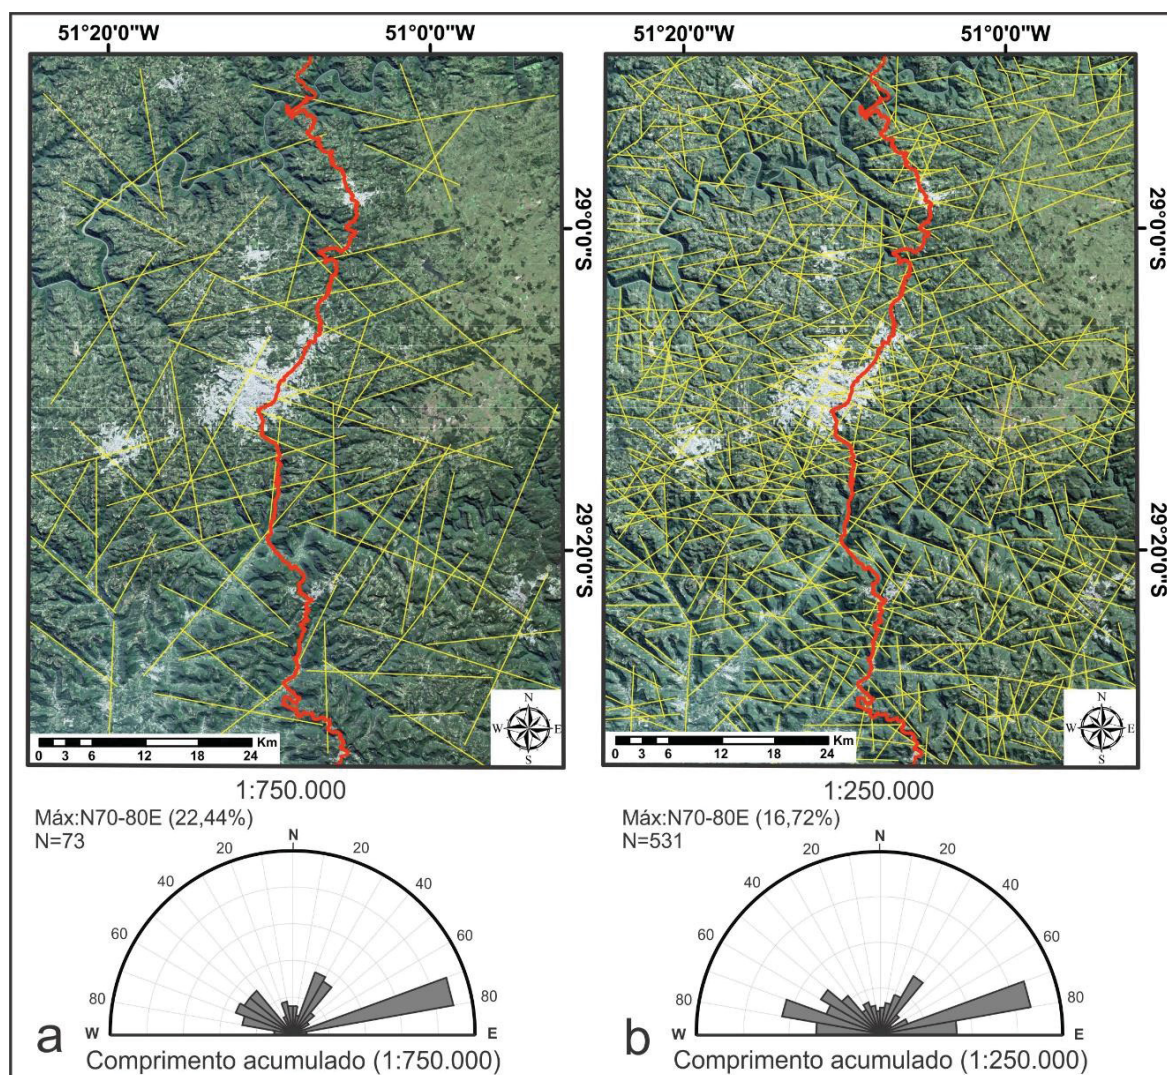 51°20'0"W 51°0'0"W
51°20'0"W 51°0'0"W
29°0'0"S
29°20'0"S
29°0'0"S
29°20'0"S
N
W E
S
Km
0 3 6 12 18 24
N
W E
S
Km
0 3 6 12 18 24
1:750.000
1:250.000
Máx:N70-80E (22,44%)
N=73
N
20 20
40 40
60 60
80 80
W E
a
Comprimento acumulado (1:750.000)
Máx:N70-80E (16,72%)
N=531
N
20 20
40 40
60 60
80 80
W E
b
Comprimento acumulado (1:250.000)